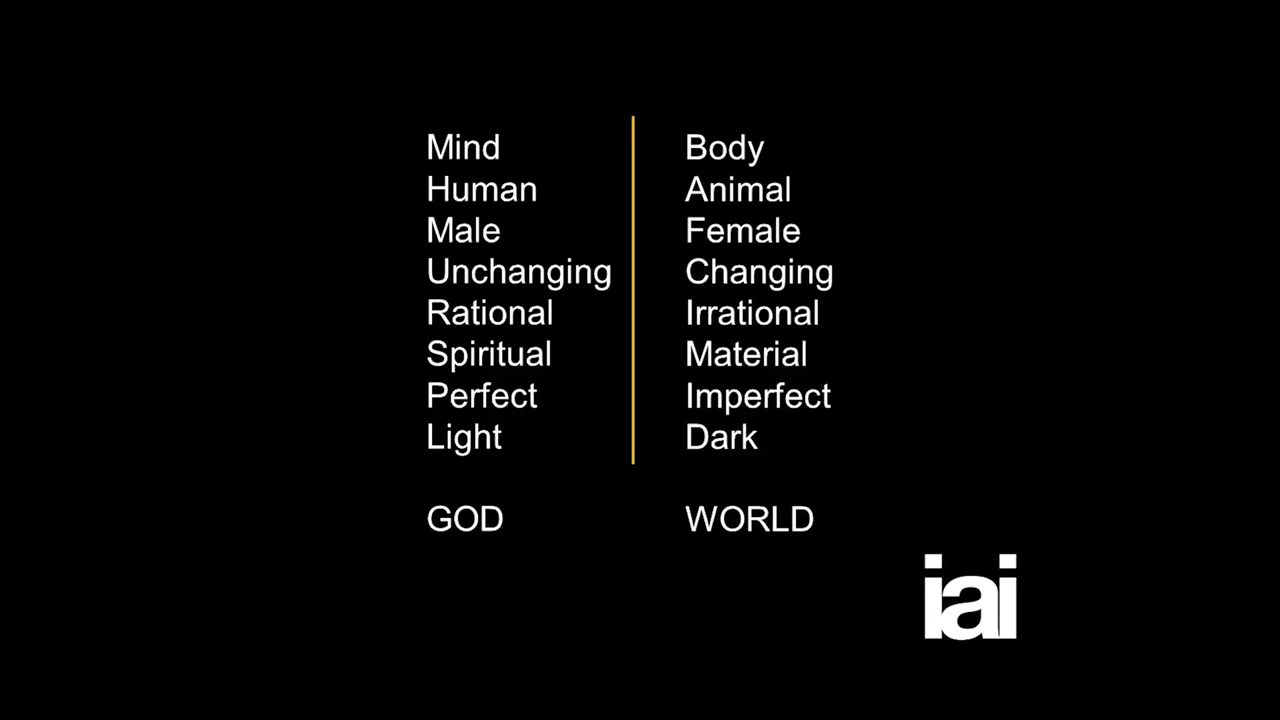 Mind Body
Human Animal
Male Female
Unchanging Changing
Rational Irrational
Spiritual Material
Perfect Imperfect
Light Dark
GOD WORLD
iai